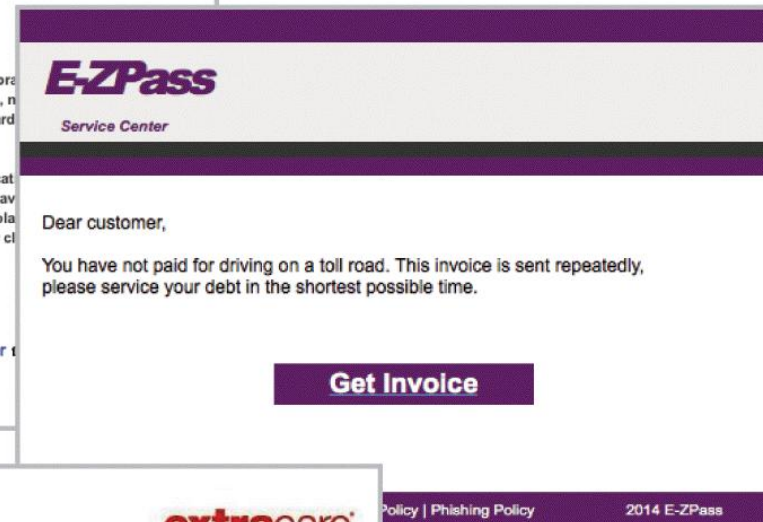 E-ZPass
Service Center
Dear customer,
You have not paid for driving on a toll road. This invoice is sent repeatedly,
please service your debt in the shortest possible time.
Get Invoice
Policy | Phishing Policy
2014 E-ZPass
extracare